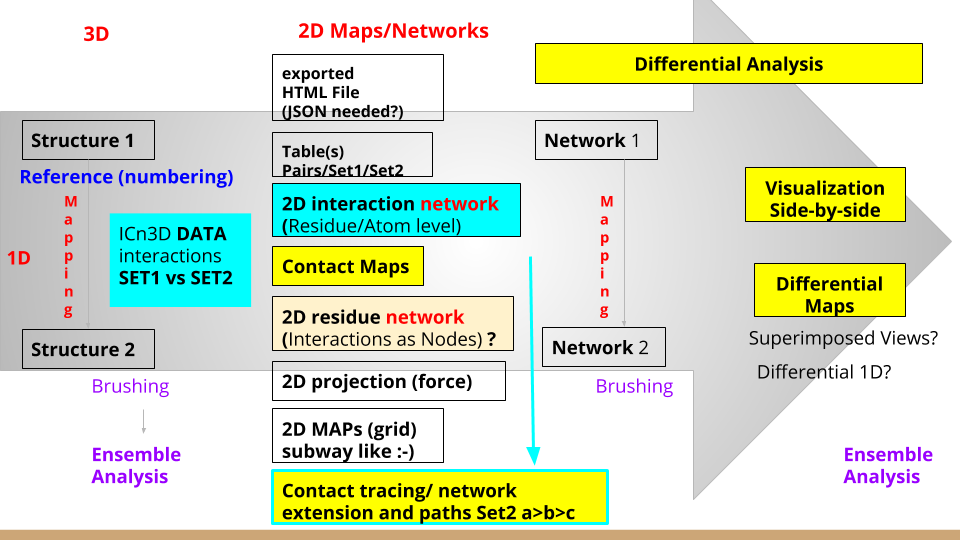 3D
2D Maps/Networks
Differential Analysis
exported
HTML File
(JSON needed?)
Structure 1
Table(s)
Pairs/Set1/Set2
Network 1
Reference (numbering)
Mapping
1D
ICn3D DATA
interactions
SET1 vs SET2
2D interaction network
(Residue/Atom level)
Contact Maps
2D residue network
(Interactions as Nodes) ?
2D projection (force)
2D MAPs (grid)
subway like :-)
Contact tracing/ network
extension and paths Set2 a>b>c
Mapping
Visualization
Side-by-side
Differential
Maps
Superimposed Views?
Differential 1D?
Structure 2
Network 2
Brushing
Brushing
Ensemble
Analysis
Ensemble
Analysis